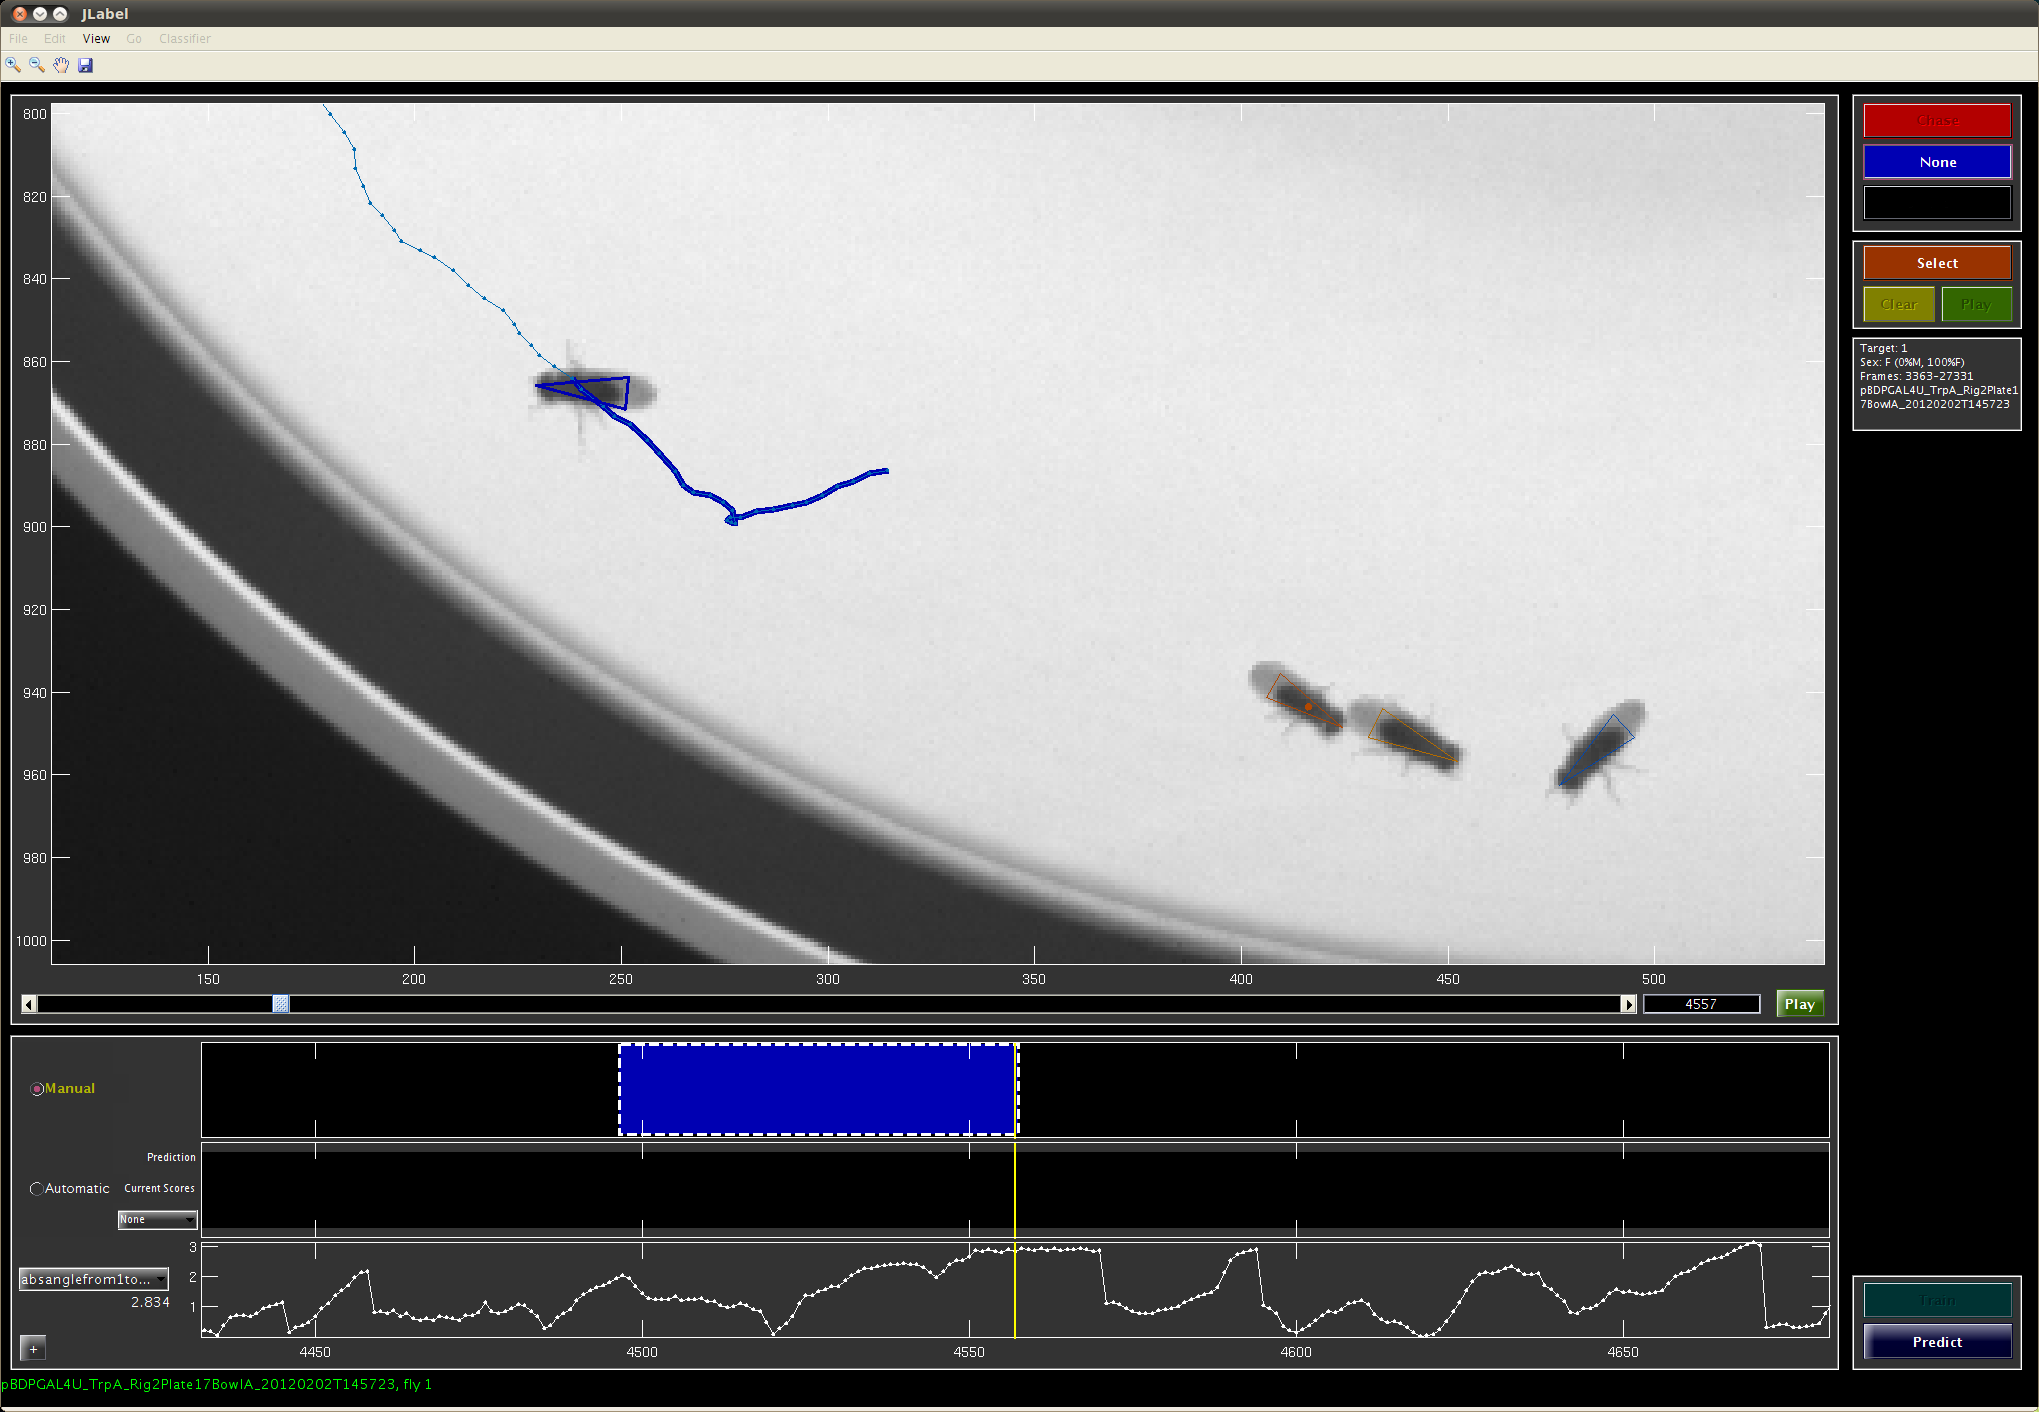 JLabel
File Edit View Go Classifier
800
820
840
860
880
900
920
940
960
980
1000
150 200 250 300 350 400 450 500
4557 Play
Chase
None
Select
Clear Play
Target: 1
Sex: F (0%M, 100%F)
Frames: 3363-27331
pBDPGAL4U_TrpA_Rig2Plate1
7BowlA_20120202T145723
Manual
Prediction
Automatic Current Scores
None
3
absanglefrom1to... 2
2.834 1
+
4450 4500 4550 4600 4650
Train
Predict
pBDPGAL4U_TrpA_Rig2Plate17BowlA_20120202T145723, fly 1